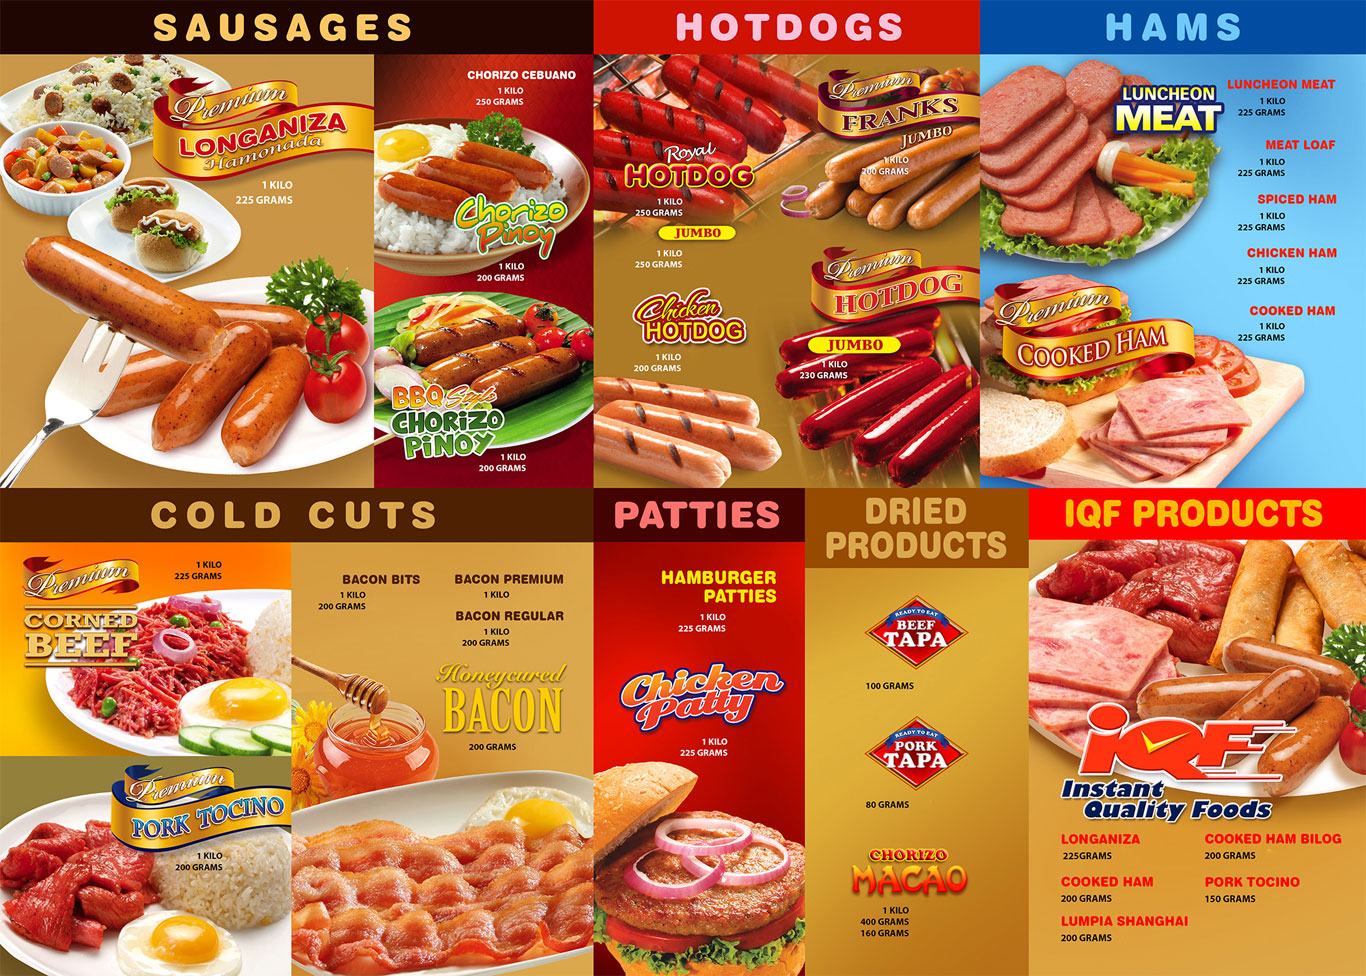 SAUSAGES
Premium
LONGANIZA
Hamonada
1 KILO
225 GRAMS
CHORIZO CEBUANO
1 KILO
250 GRAMS
Chorizo
Pinoy
1 KILO
200 GRAMS
BBQ Style
CHORiZO
PiNOY
1 KILO
200 GRAMS
HOTDOGS
Royal
HOTDOG
1 KILO
250 GRAMS
JUMBO
1 KILO
250 GRAMS
Chicken
HOTDOG
1 KILO
200 GRAMS
Premium
FRANKS
JUMBO
1 KILO
200 GRAMS
Premium
HOTDOG
JUMBO
1 KILO
230 GRAMS
HAMS
LUNCHEON
MEAT
Premium
COOKED HAM
LUNCHEON MEAT
1 KILO
225 GRAMS
MEAT LOAF
1 KILO
225 GRAMS
SPICED HAM
1 KILO
225 GRAMS
CHICKEN HAM
1 KILO
225 GRAMS
COOKED HAM
1 KILO
225 GRAMS
COLD CUTS
Premium
CORNED
BEEF
1 KILO
225 GRAMS
Premium
PORK TOCINO
1 KILO
200 GRAMS
BACON BITS
1 KILO
200 GRAMS
BACON PREMIUM
1 KILO
BACON REGULAR
1 KILO
200 GRAMS
Honeycured
BACON
200 GRAMS
PATTIES
HAMBURGER
PATTIES
1 KILO
225 GRAMS
Chicken
Patty
1 KILO
225 GRAMS
DRIED
PRODUCTS
READY TO EAT
BEEF
TAPA
100 GRAMS
READY TO EAT
PORK
TAPA
80 GRAMS
CHORIZO
MACAO
1 KILO
400 GRAMS
160 GRAMS
IQF PRODUCTS
iQF
Instant
Quality Foods
LONGANIZA
225GRAMS
COOKED HAM
200 GRAMS
LUMPIA SHANGHAI
200 GRAMS
COOKED HAM BILOG
200 GRAMS
PORK TOCINO
150 GRAMS